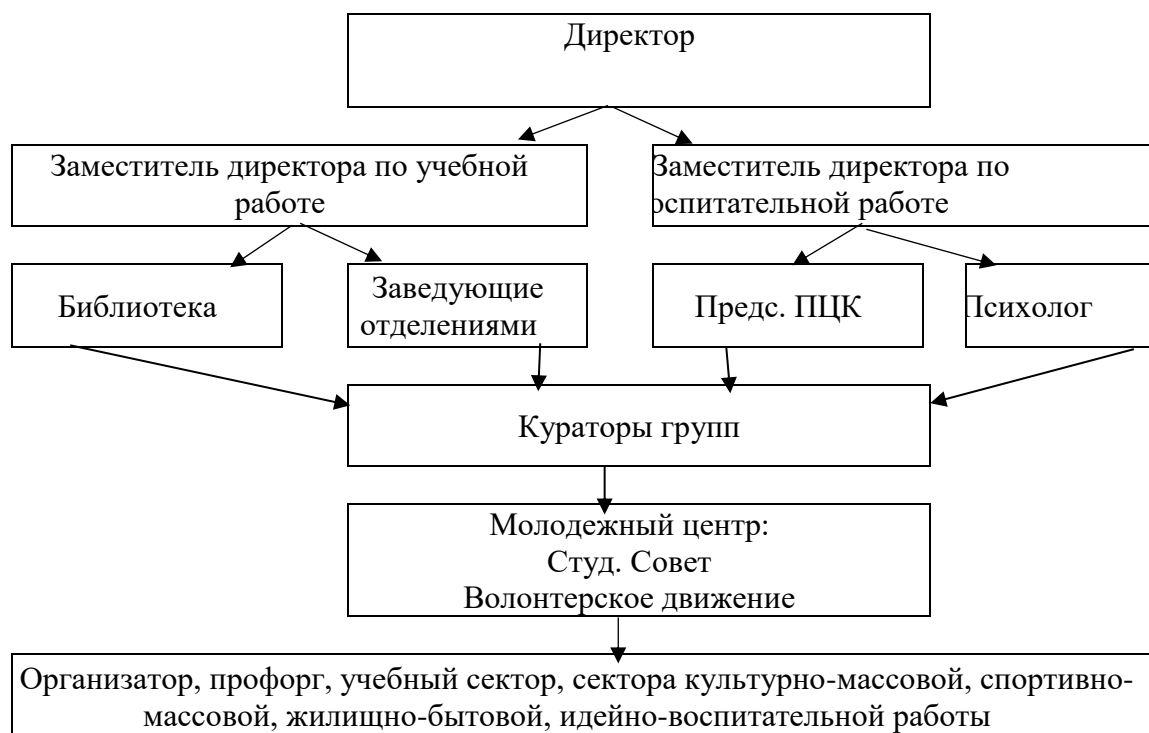 Директор
Заместитель директора по учебной
работе
Заместитель директора по
воспитательной работе
Библиотека
Заведующие
отделениями
Предс. ПЦК
Психолог
Кураторы групп
Молодежный центр:
Студ. Совет
Волонтерское движение
Организатор, профорг, учебный сектор, сектора культурно-массовой, спортивно-
массовой, жилищно-бытовой, идейно-воспитательной работы